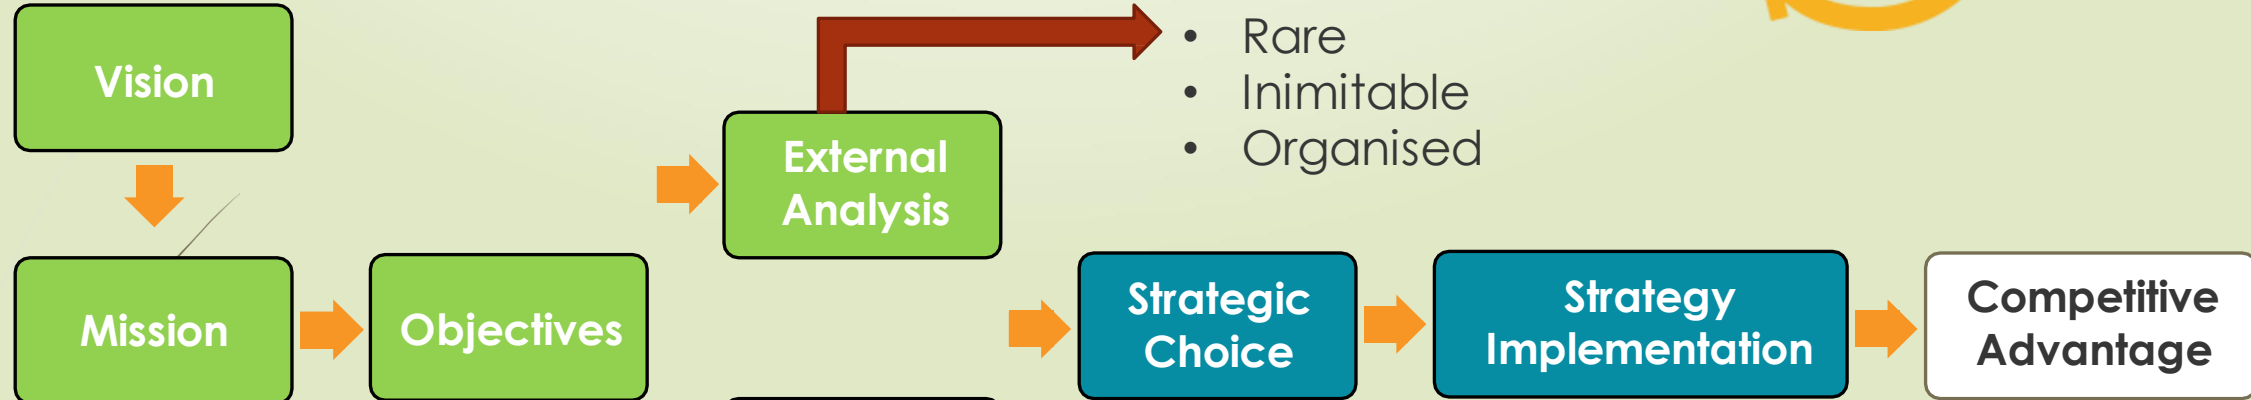 Vision
• Rare
• Inimitable
• Organised
External
Analysis
Mission
Objectives
Strategic
Choice
Strategy
Implementation
Competitive
Advantage